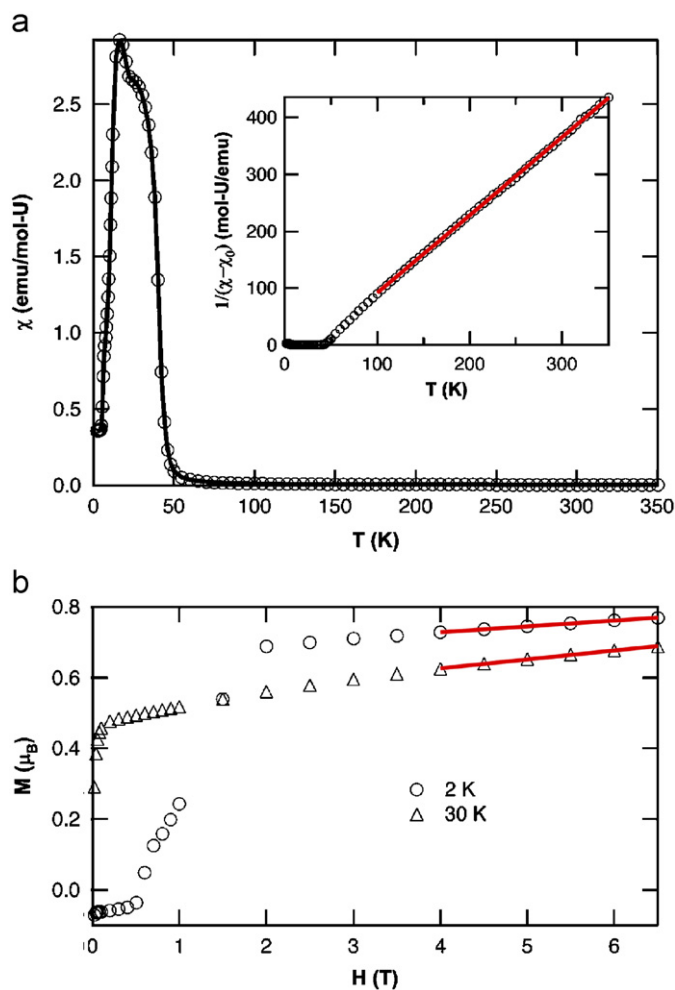 a
χ (emu/mol-U)
2.5
2.0
1.5
1.0
0.5
0.0
0 50 100 150 200 250 300 350
T (K)
1/(χ−χ₀) (mol-U/emu)
400
300
200
100
0
0 100 200 300
T (K)
b
M (μB)
0.8
0.6
0.4
0.2
0.0
0 1 2 3 4 5 6
H (T)
2 K
30 K